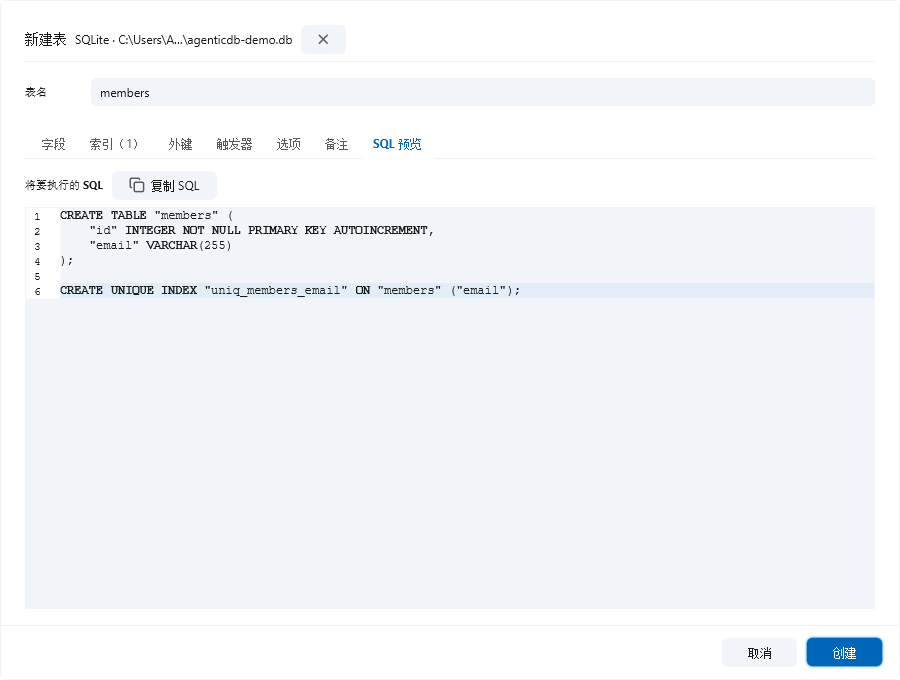 新建表 SQLite · C:\Users\A...\agenticdb-demo.db
表名 members
字段 索引（1） 外键 触发器 选项 备注 SQL 预览
将要执行的 SQL 复制 SQL
1 CREATE TABLE "members" (
2     "id" INTEGER NOT NULL PRIMARY KEY AUTOINCREMENT,
3     "email" VARCHAR(255)
4 );
5
6 CREATE UNIQUE INDEX "uniq_members_email" ON "members" ("email");
取消 创建